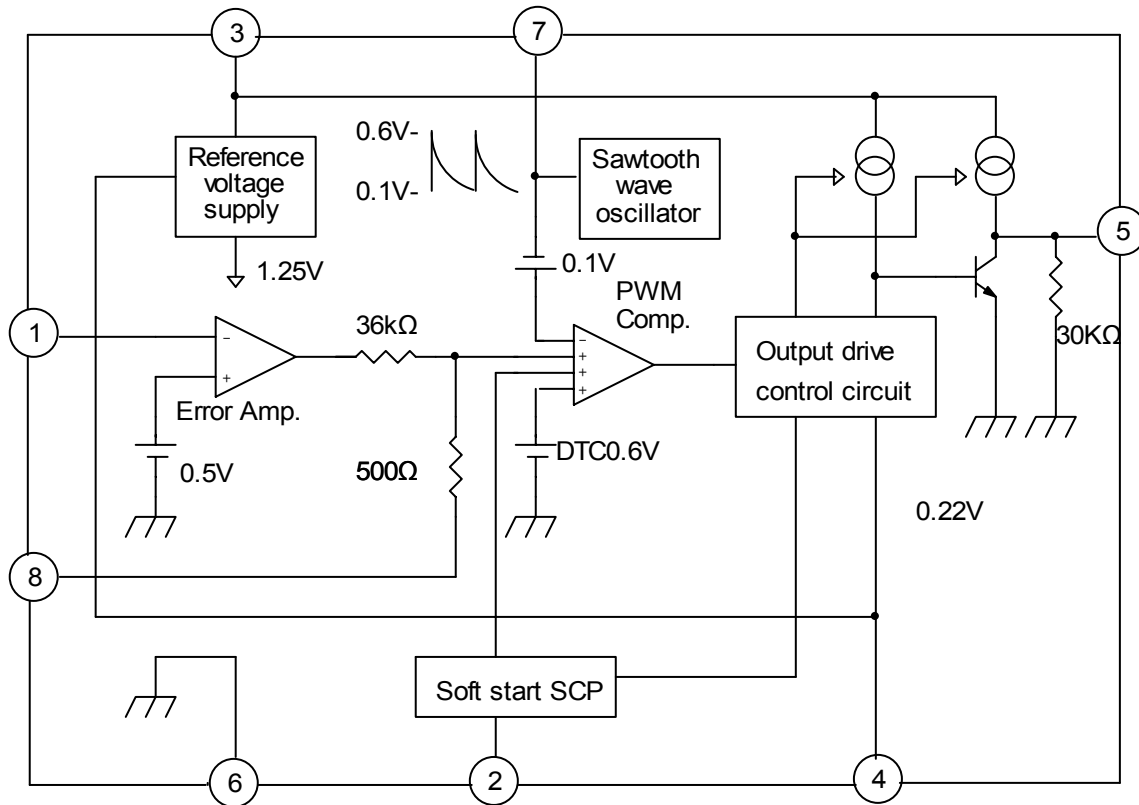 3
7
0.6V-
0.1V-
Reference
voltage
supply
Sawtooth
wave
oscillator
5
1.25V
0.1V
1
36kΩ
PWM
Comp.
−
+
Error Amp.
−
+
+
+
Output drive
control circuit
30KΩ
0.5V
500Ω
DTC0.6V
0.22V
8
Soft start SCP
6
2
4